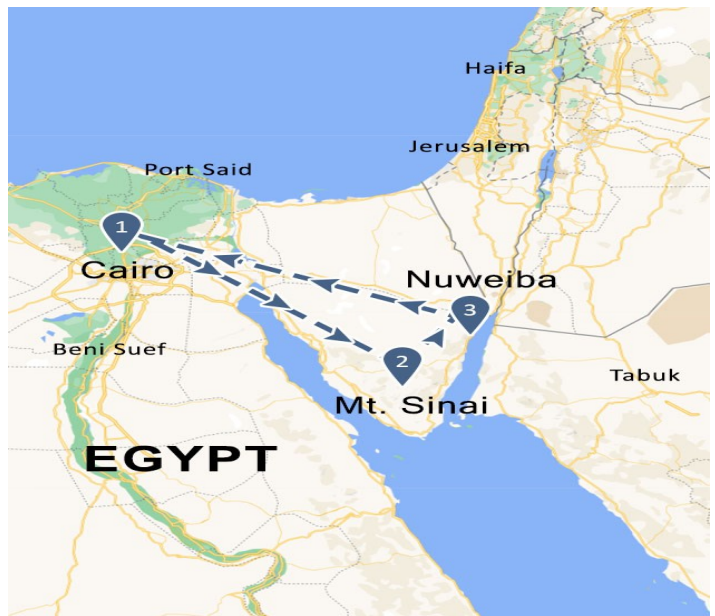 Haifa
Jerusalem
Port Said
1
Cairo
Nuweiba
3
Beni Suef
2
Tabuk
Mt. Sinai
EGYPT